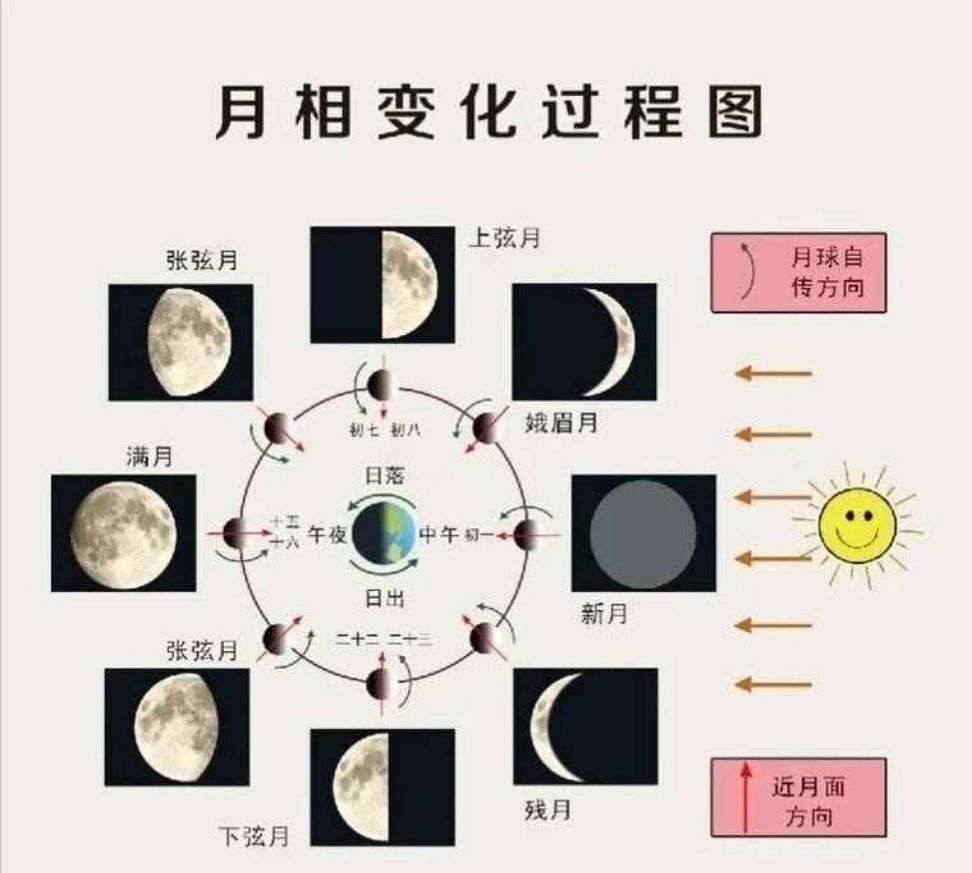 月相变化过程图
上弦月
张弦月
月球自
传方向
娥眉月
初七 初八
满月
日落
十五
十六
午夜
中午
初一
日出
新月
张弦月
二十二 二十三
残月
下弦月
近月面
方向